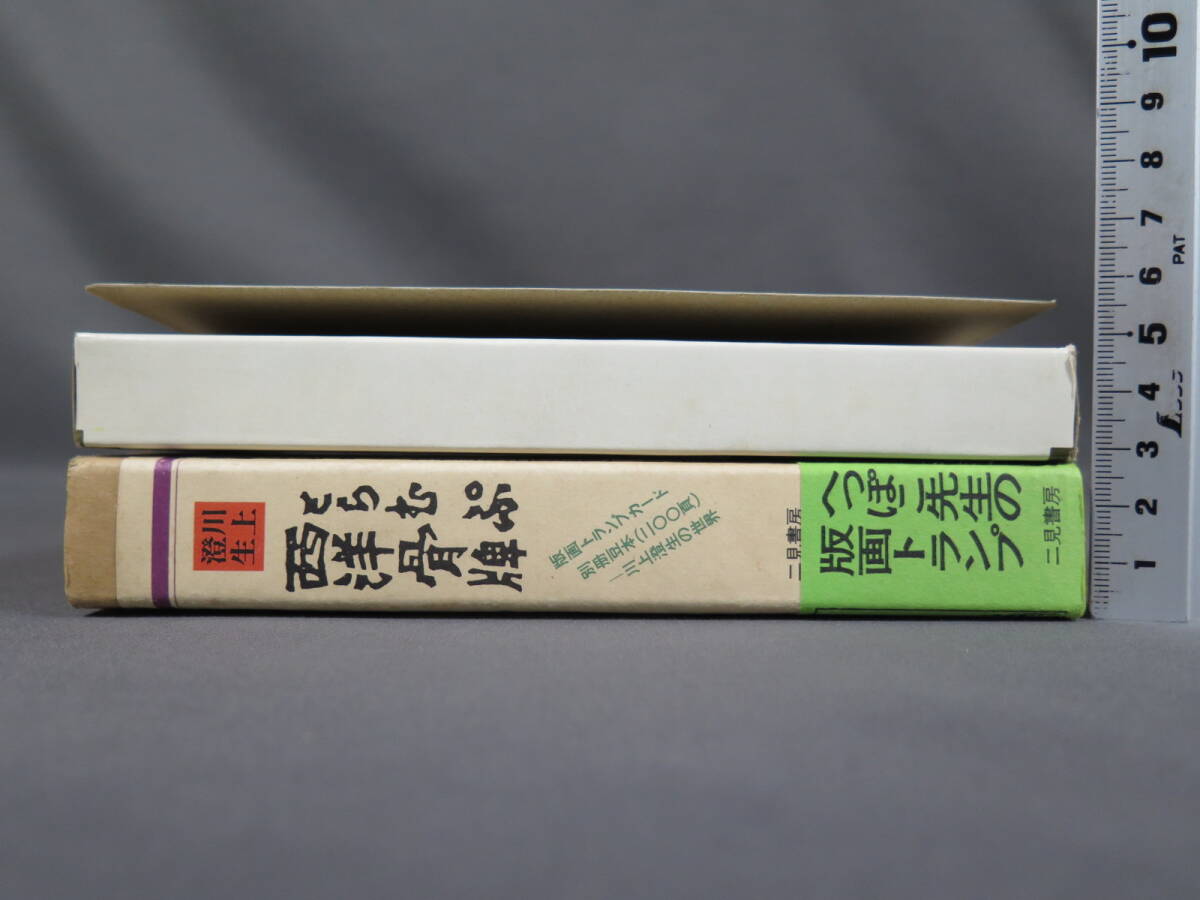 川上
澄生
とらむぷ
西洋骨牌
版画トランプカード
別冊豆本(二〇〇頁)
―川上澄生の世界
二見書房
へっぽ先生の
版画トランプ
二見書房
10
9
8
7
PAT
6
5
4
3
2
1